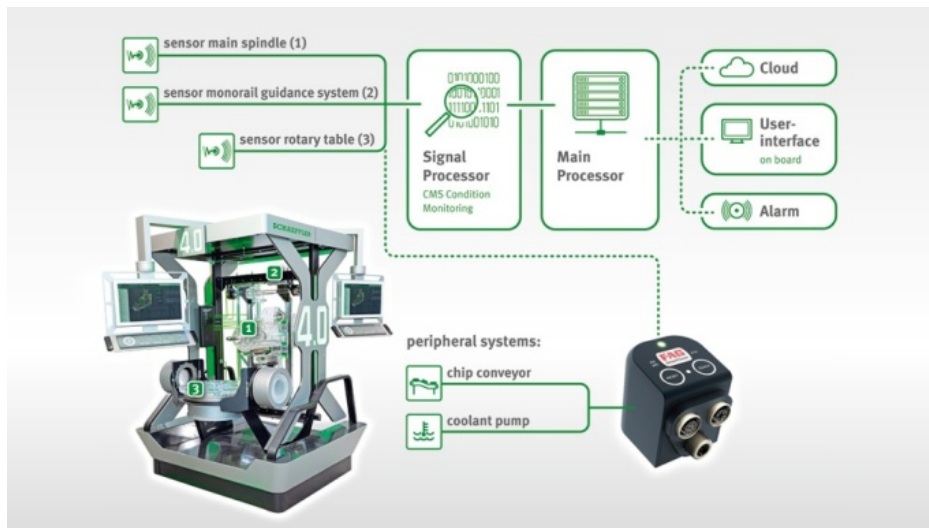 sensor main spindle (1)
sensor monorail guidance system (2)
sensor rotary table (3)
0101000100
Signal
Processor
CMS Condition
Monitoring
Main
Processor
Cloud
User-
interface
on board
Alarm
SCHAEFFLER
4.0
2
1
4.0
3
peripheral systems:
chip conveyor
coolant pump
FAG